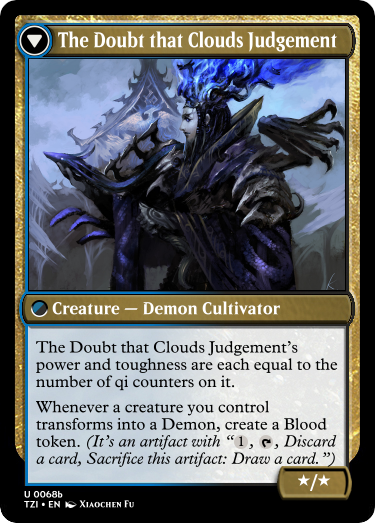 The Doubt that Clouds Judgement
Creature — Demon Cultivator
The Doubt that Clouds Judgement's
power and toughness are each equal to the
number of qi counters on it.
Whenever a creature you control
transforms into a Demon, create a Blood
token. (It's an artifact with “1, , Discard
a card, Sacrifice this artifact: Draw a card.”)
★/★
U 0068b
TZI • EN Xiaochen Fu